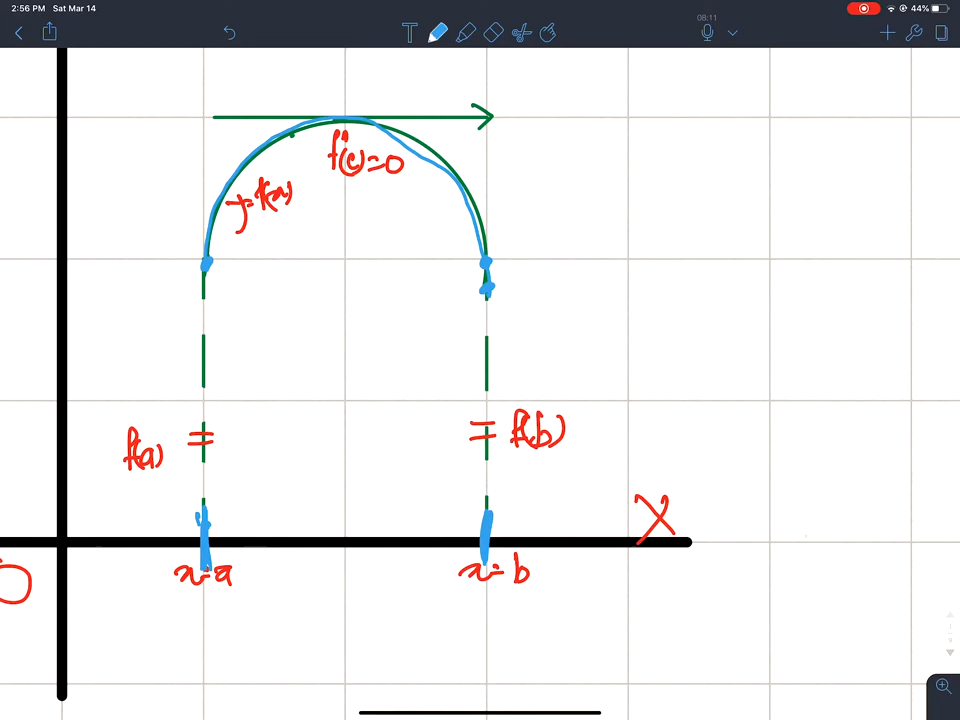 2:56 PM Sat Mar 14
44%
08:11
T
f'(c)=0
y=f(x)
f(a) =
= f(b)
X
x=a
x=b
O